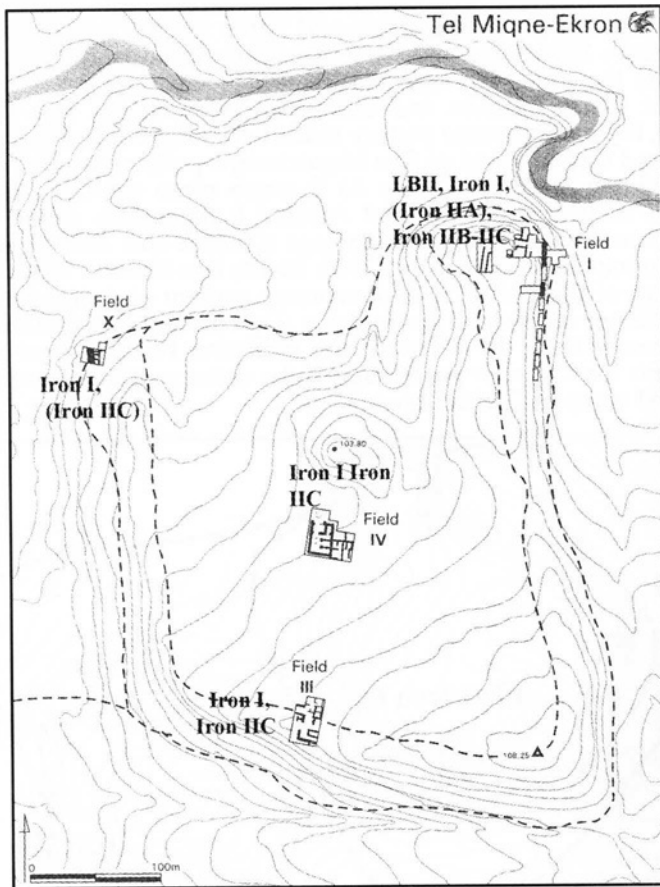 Tel Miqne-Ekron
LBII, Iron I,
(Iron IIA),
Iron IIB-IIC
Field
I
Field
X
Iron I,
(Iron IIC)
103.80
Iron I Iron
IIC
Field
IV
Field
III
Iron I,
Iron IIC
108.25
0 100m